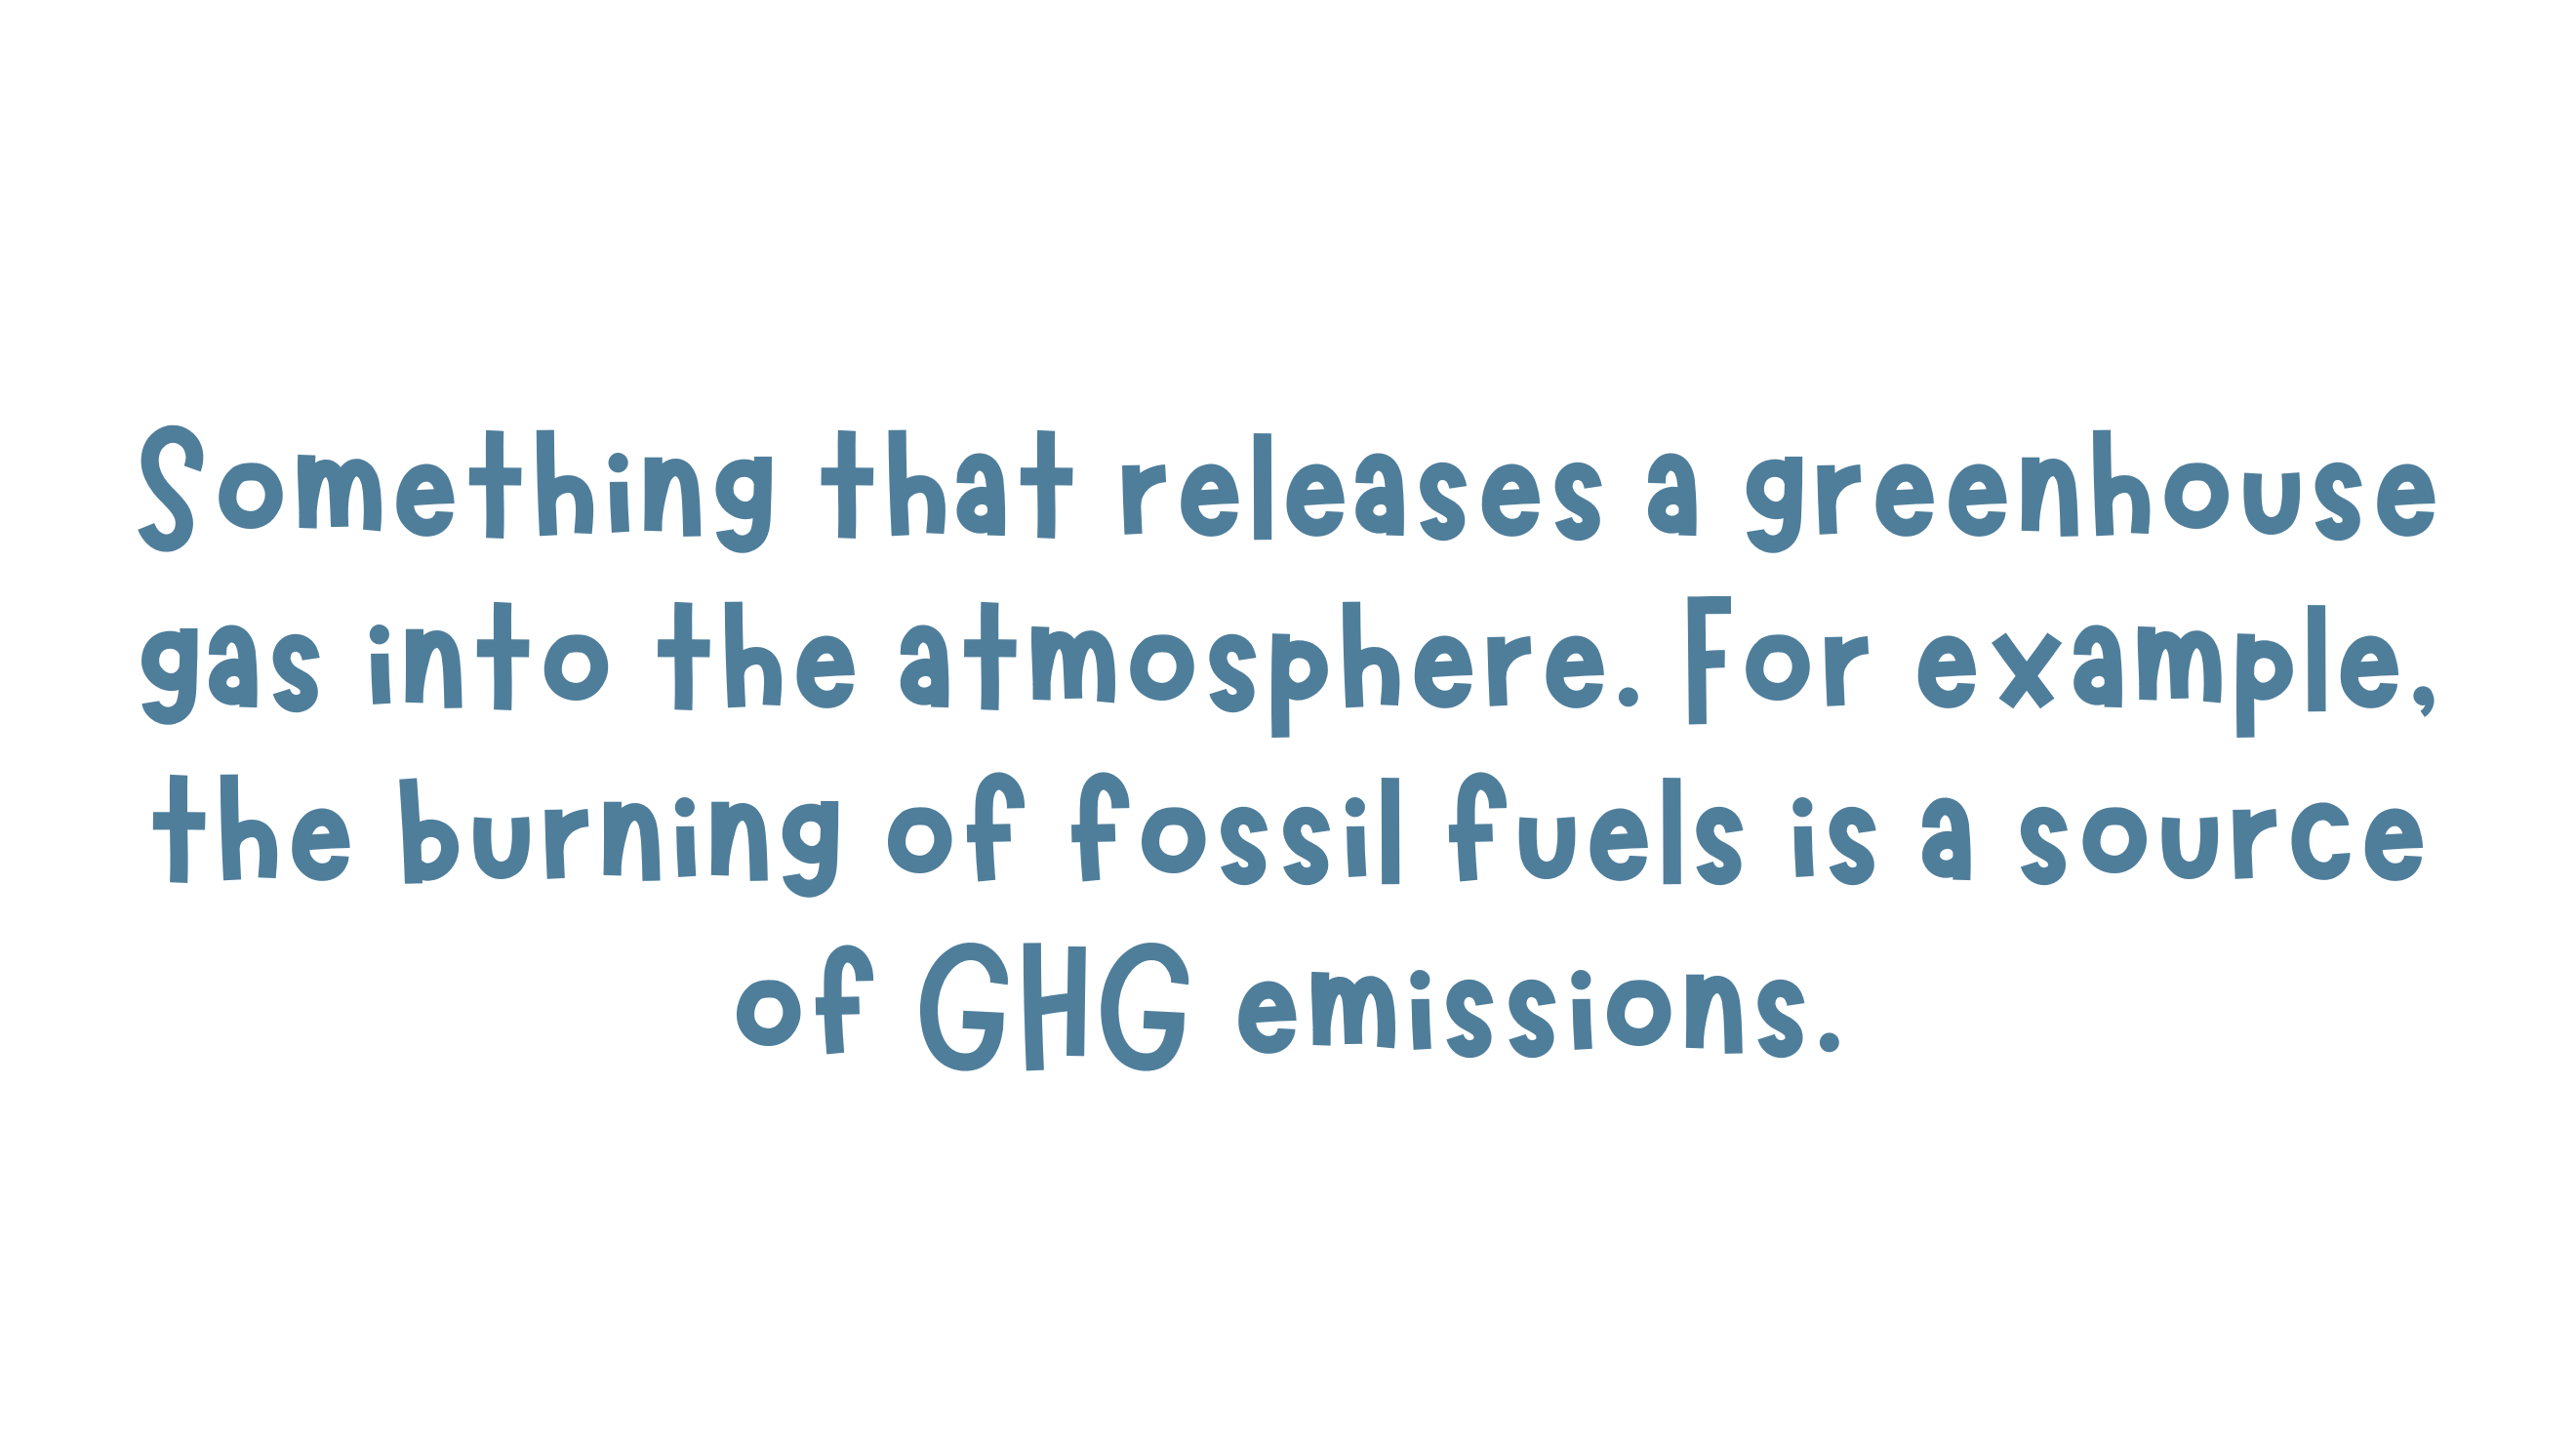 Something that releases a greenhouse
gas into the atmosphere. For example,
the burning of fossil fuels is a source
of GHG emissions.